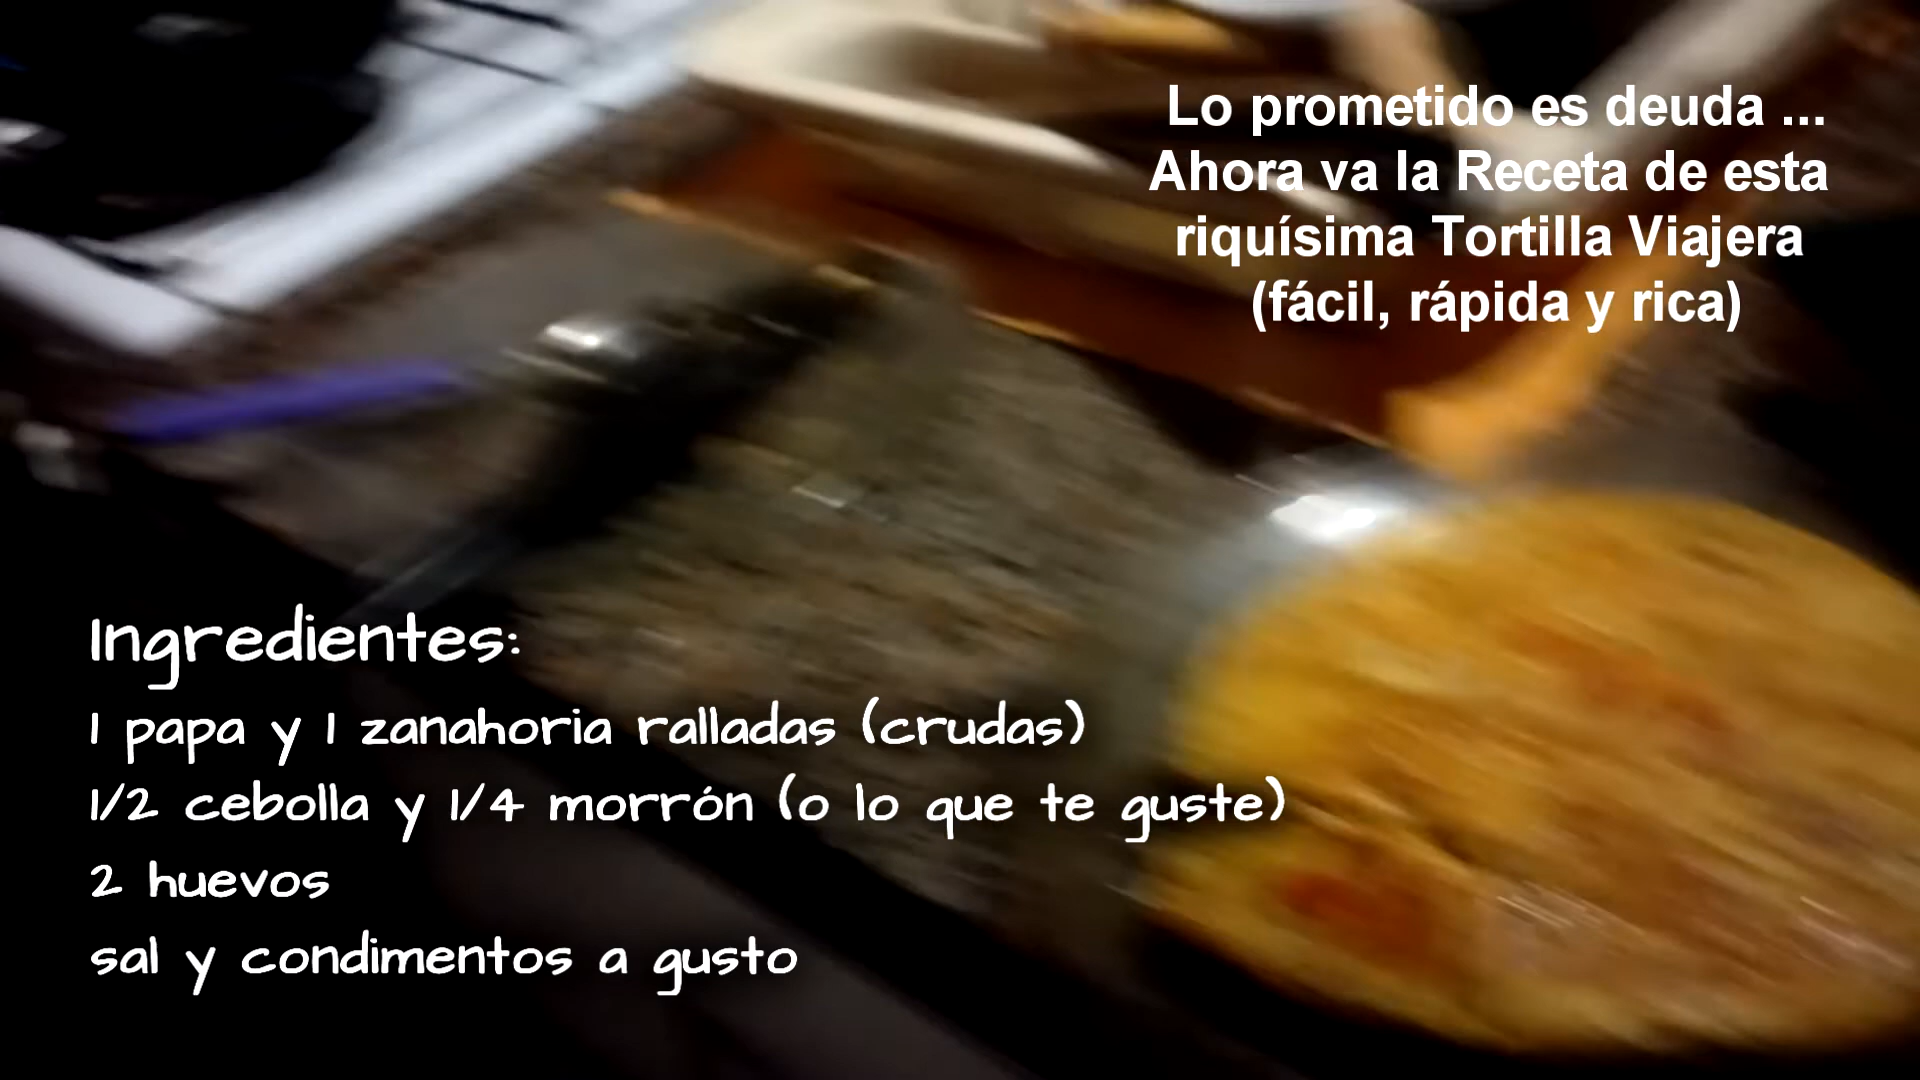 Lo prometido es deuda ...
Ahora va la Receta de esta
riquísima Tortilla Viajera
(fácil, rápida y rica)
Ingredientes:
1 papa y 1 zanahoria ralladas (crudas)
1/2 cebolla y 1/4 morrón (o lo que te guste)
2 huevos
sal y condimentos a gusto